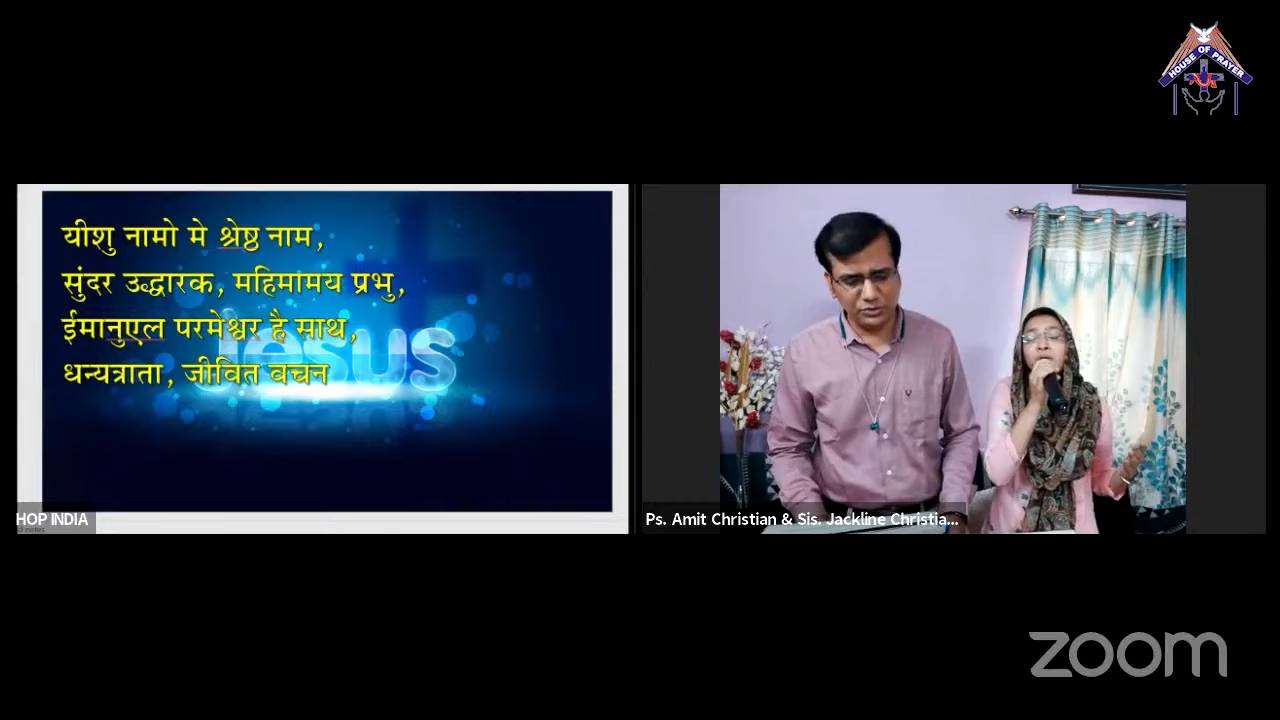 HOUSE OF PRAYER
यीशु नामो मे श्रेष्ठ नाम,
सुंदर उद्धारक, महिमामय प्रभु,
ईमानुएल परमेश्वर है साथ,
धन्यत्राता, जीवित वचन
Jesus
HOP INDIA
Ps. Amit Christian & Sis. Jackline Christia...
zoom